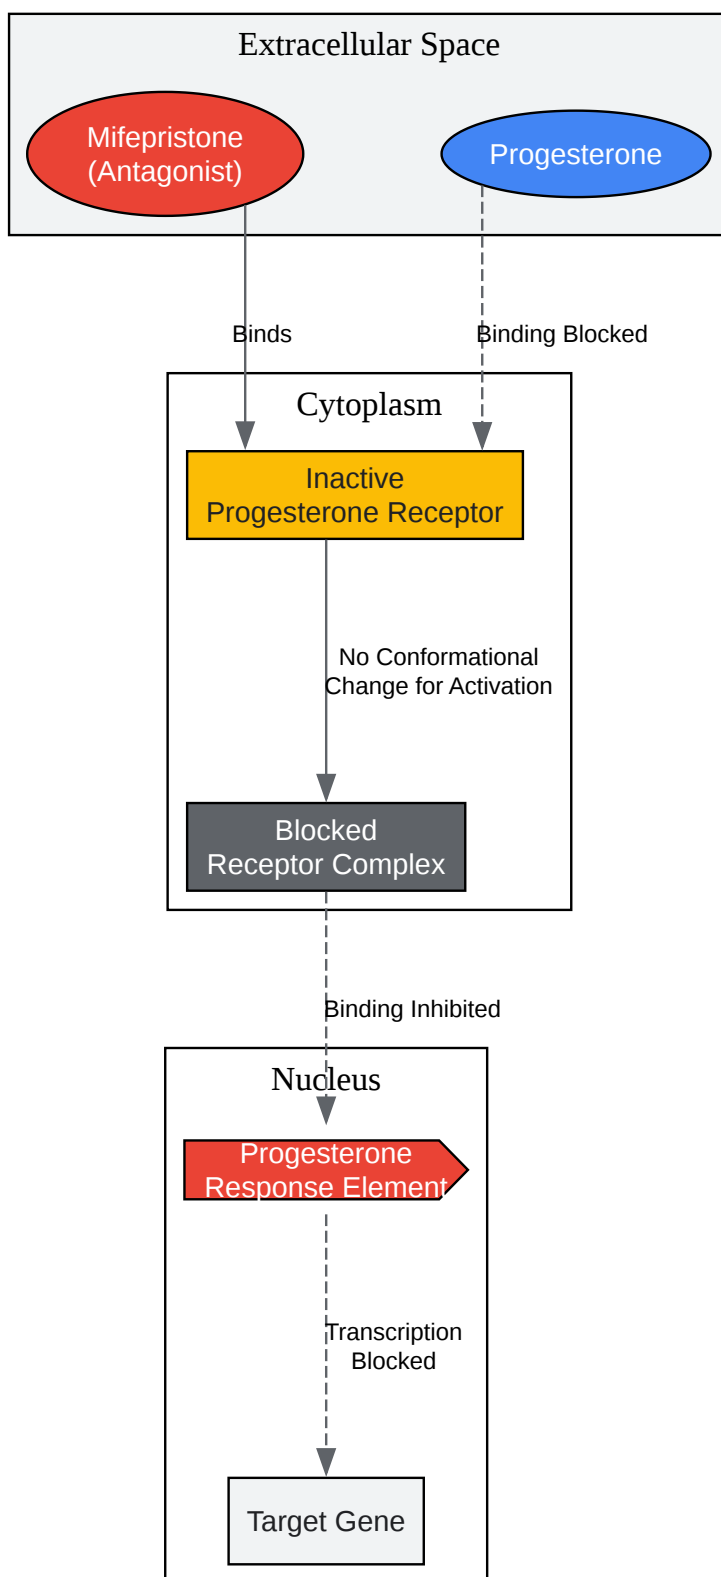 Extracellular Space
Mifepristone
(Antagonist)
Progesterone
Binds
Binding Blocked
Cytoplasm
Inactive
Progesterone Receptor
No Conformational
Change for Activation
Blocked
Receptor Complex
Binding Inhibited
Nucleus
Progesterone
Response Element
Transcription
Blocked
Target Gene